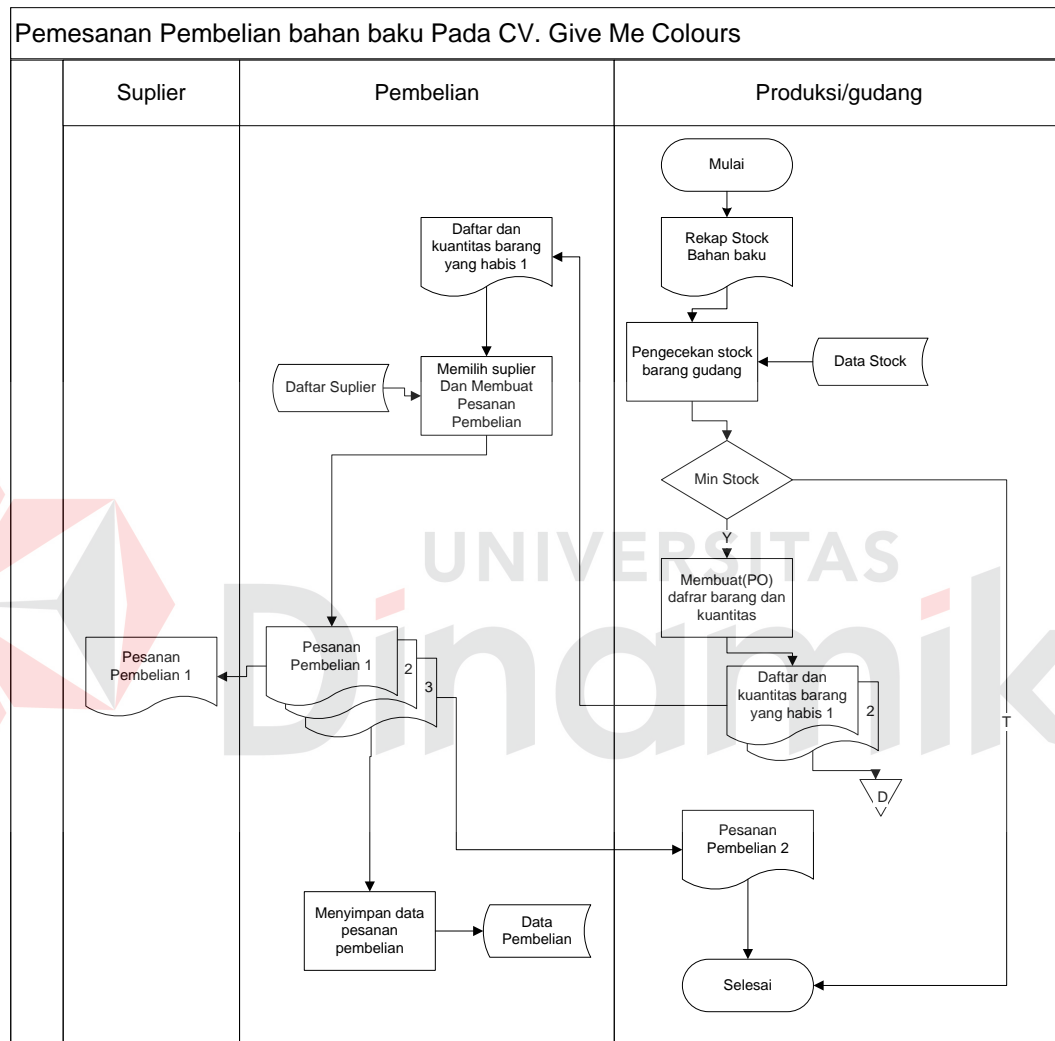 Pemesanan Pembelian bahan baku Pada CV. Give Me Colours
Suplier
Pembelian
Produksi/gudang
Mulai
Rekap Stock
Bahan baku
Daftar dan
kuantitas barang
yang habis 1
Pengecekan stock
barang gudang
Data Stock
Daftar Suplier
Memilih suplier
Dan Membuat
Pesanan
Pembelian
Min Stock
Y
UNIVERSITAS
Dinamik
Membuat(PO)
dafrar barang dan
kuantitas
Pesanan
Pembelian 1
Pesanan
Pembelian 1
2
3
Daftar dan
kuantitas barang
yang habis 1
2
T
D
Pesanan
Pembelian 2
Menyimpan data
pesanan
pembelian
Data
Pembelian
Selesai